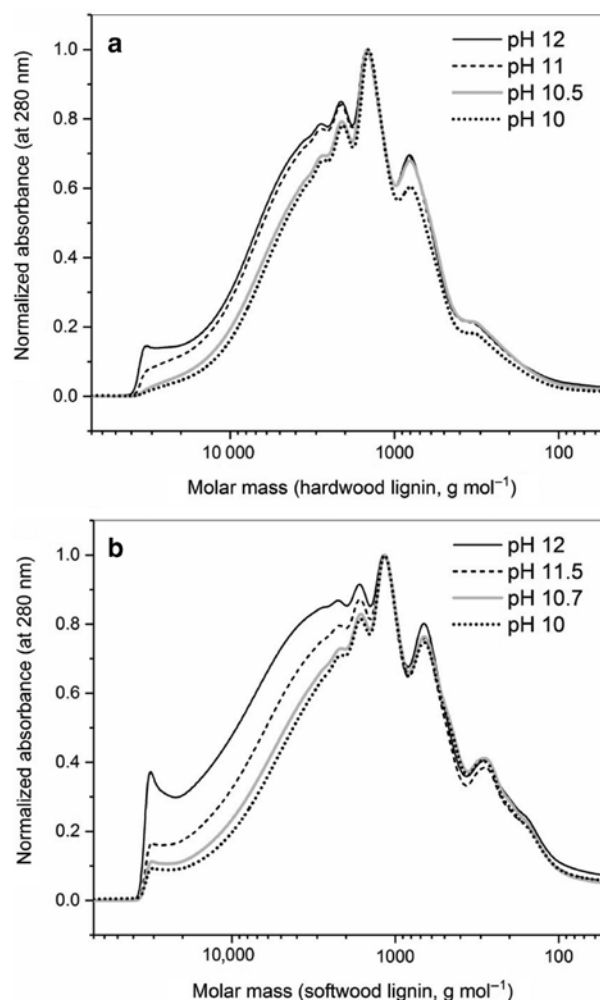 a
pH 12
pH 11
pH 10.5
pH 10
Normalized absorbance (at 280 nm)
1.0
0.8
0.6
0.4
0.2
0.0
10 000
1000
100
Molar mass (hardwood lignin, g mol⁻¹)
b
pH 12
pH 11.5
pH 10.7
pH 10
Normalized absorbance (at 280 nm)
1.0
0.8
0.6
0.4
0.2
0.0
10,000
1000
100
Molar mass (softwood lignin, g mol⁻¹)